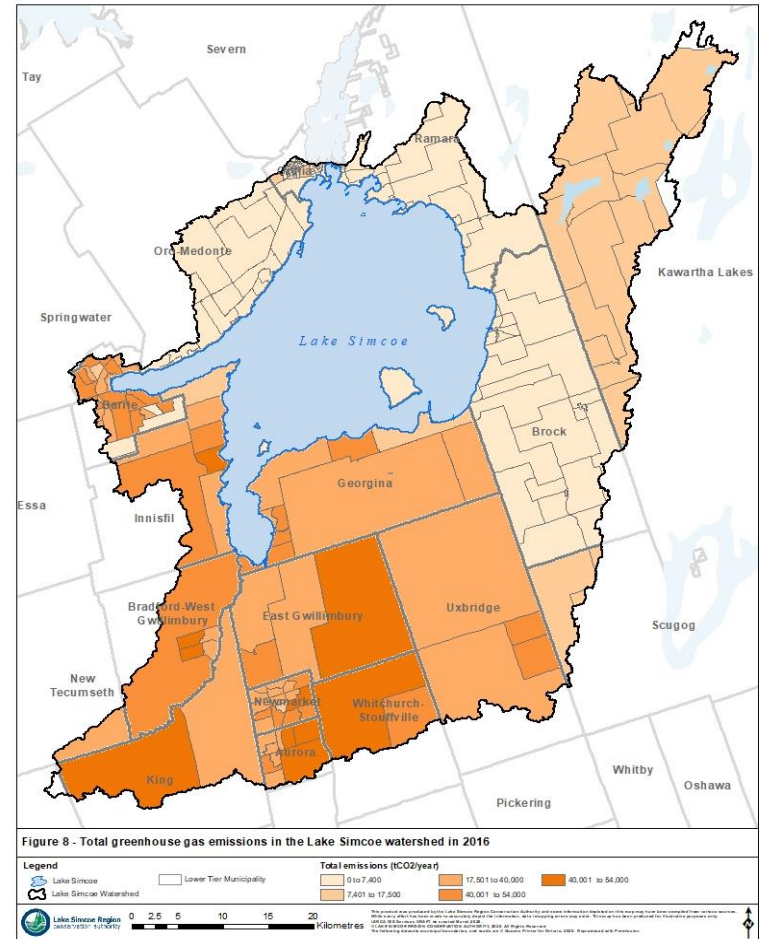 Severn
Tay
Ramara
Oro-Medonte
Kawartha Lakes
Springwater
Lake Simcoe
Barrie
Brock
Georgina
Essa
Innisfil
Bradford-West
Gwillimbury
East Gwillimbury
Uxbridge
Scugog
New
Tecumseth
Newmarket
Whitchurch-
Stouffville
Aurora
King
Whitby
Oshawa
Pickering
Figure 8 - Total greenhouse gas emissions in the Lake Simcoe watershed in 2016
Legend
Lake Simcoe
Lake Simcoe Watershed
Lower Tier Municipality
Total emissions (tCO2/year)
0 to 7,400
7,401 to 17,500
17,501 to 40,000
40,001 to 54,000
40,001 to 54,000
Lake Simcoe Region
conservation authority
0 2.5 5 10 15 20
Kilometres